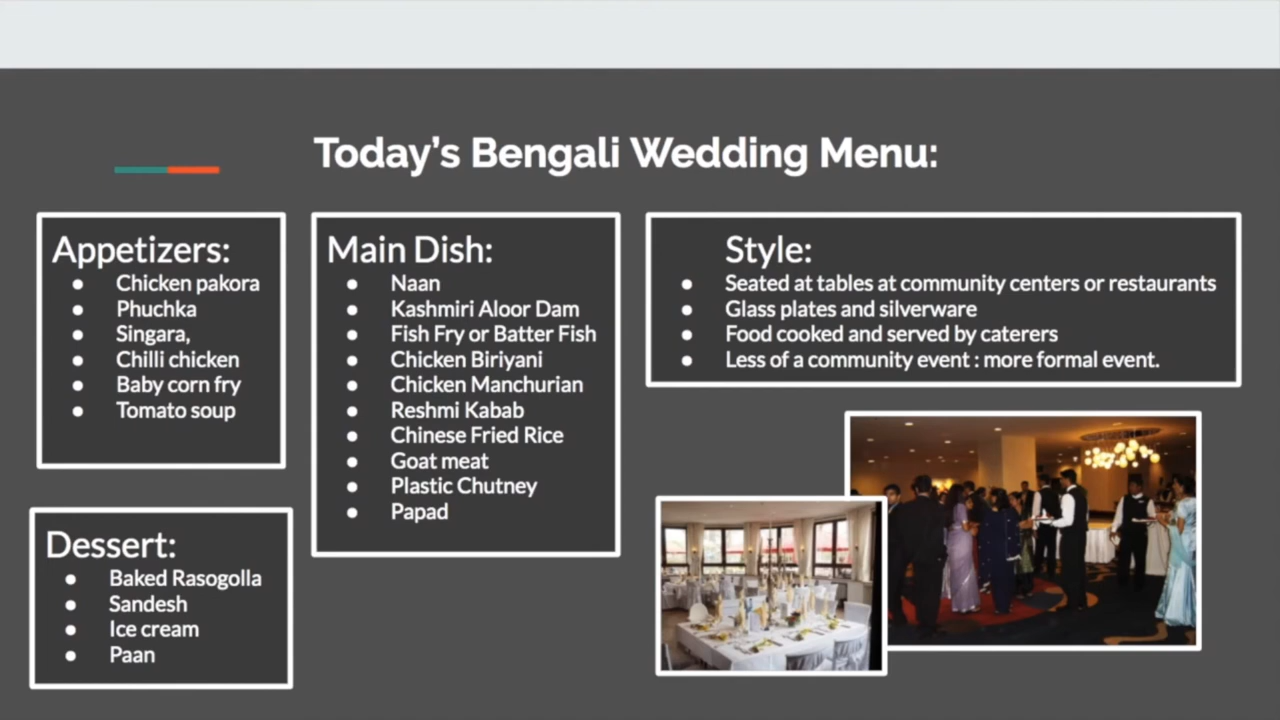 Today's Bengali Wedding Menu:
Appetizers:
● Chicken pakora
● Phuchka
● Singara,
● Chilli chicken
● Baby corn fry
● Tomato soup
Main Dish:
● Naan
● Kashmiri Aloor Dam
● Fish Fry or Batter Fish
● Chicken Biriyani
● Chicken Manchurian
● Reshmi Kabab
● Chinese Fried Rice
● Goat meat
● Plastic Chutney
● Papad
Style:
● Seated at tables at community centers or restaurants
● Glass plates and silverware
● Food cooked and served by caterers
● Less of a community event : more formal event.
Dessert:
● Baked Rasogolla
● Sandesh
● Ice cream
● Paan